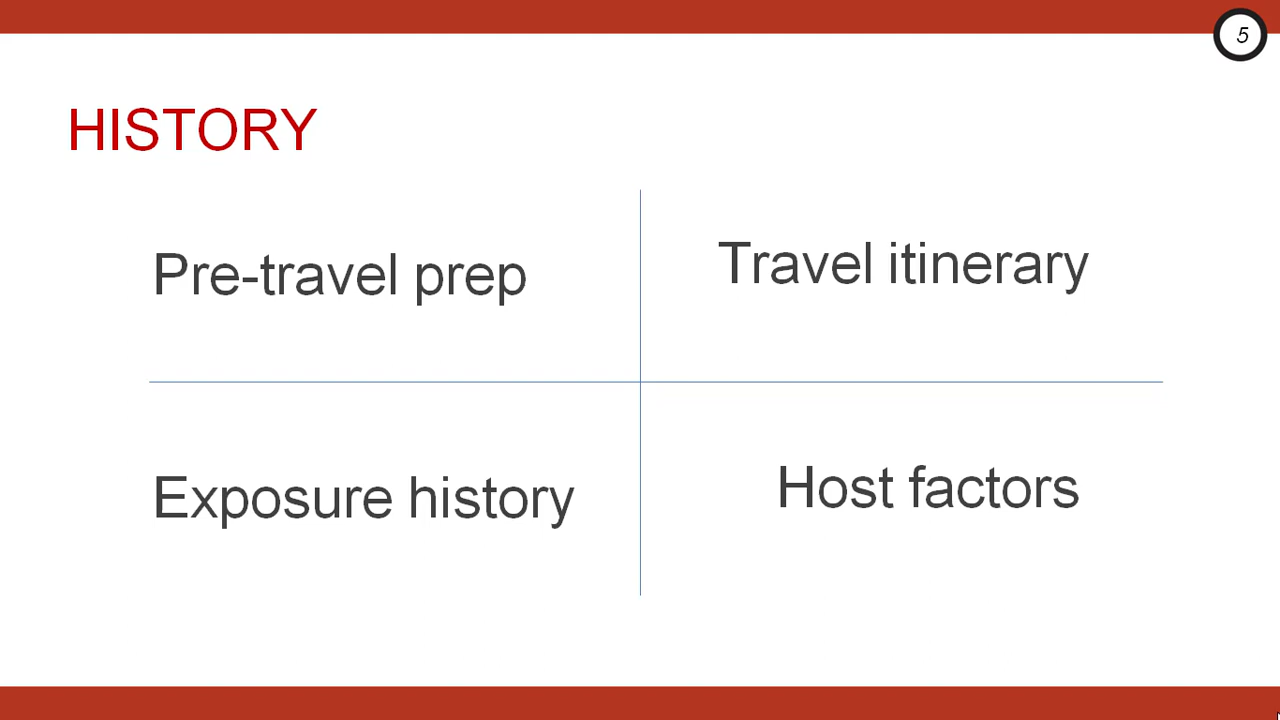 5
HISTORY
Pre-travel prep
Travel itinerary
Exposure history
Host factors